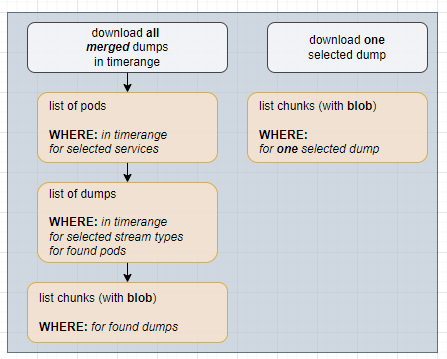 download all
merged dumps
in timerange
list of pods
WHERE: in timerange
for selected services
list of dumps
WHERE: in timerange
for selected stream types
for found pods
list chunks (with blob)
WHERE: for found dumps
download one
selected dump
list chunks (with blob)
WHERE:
for one selected dump